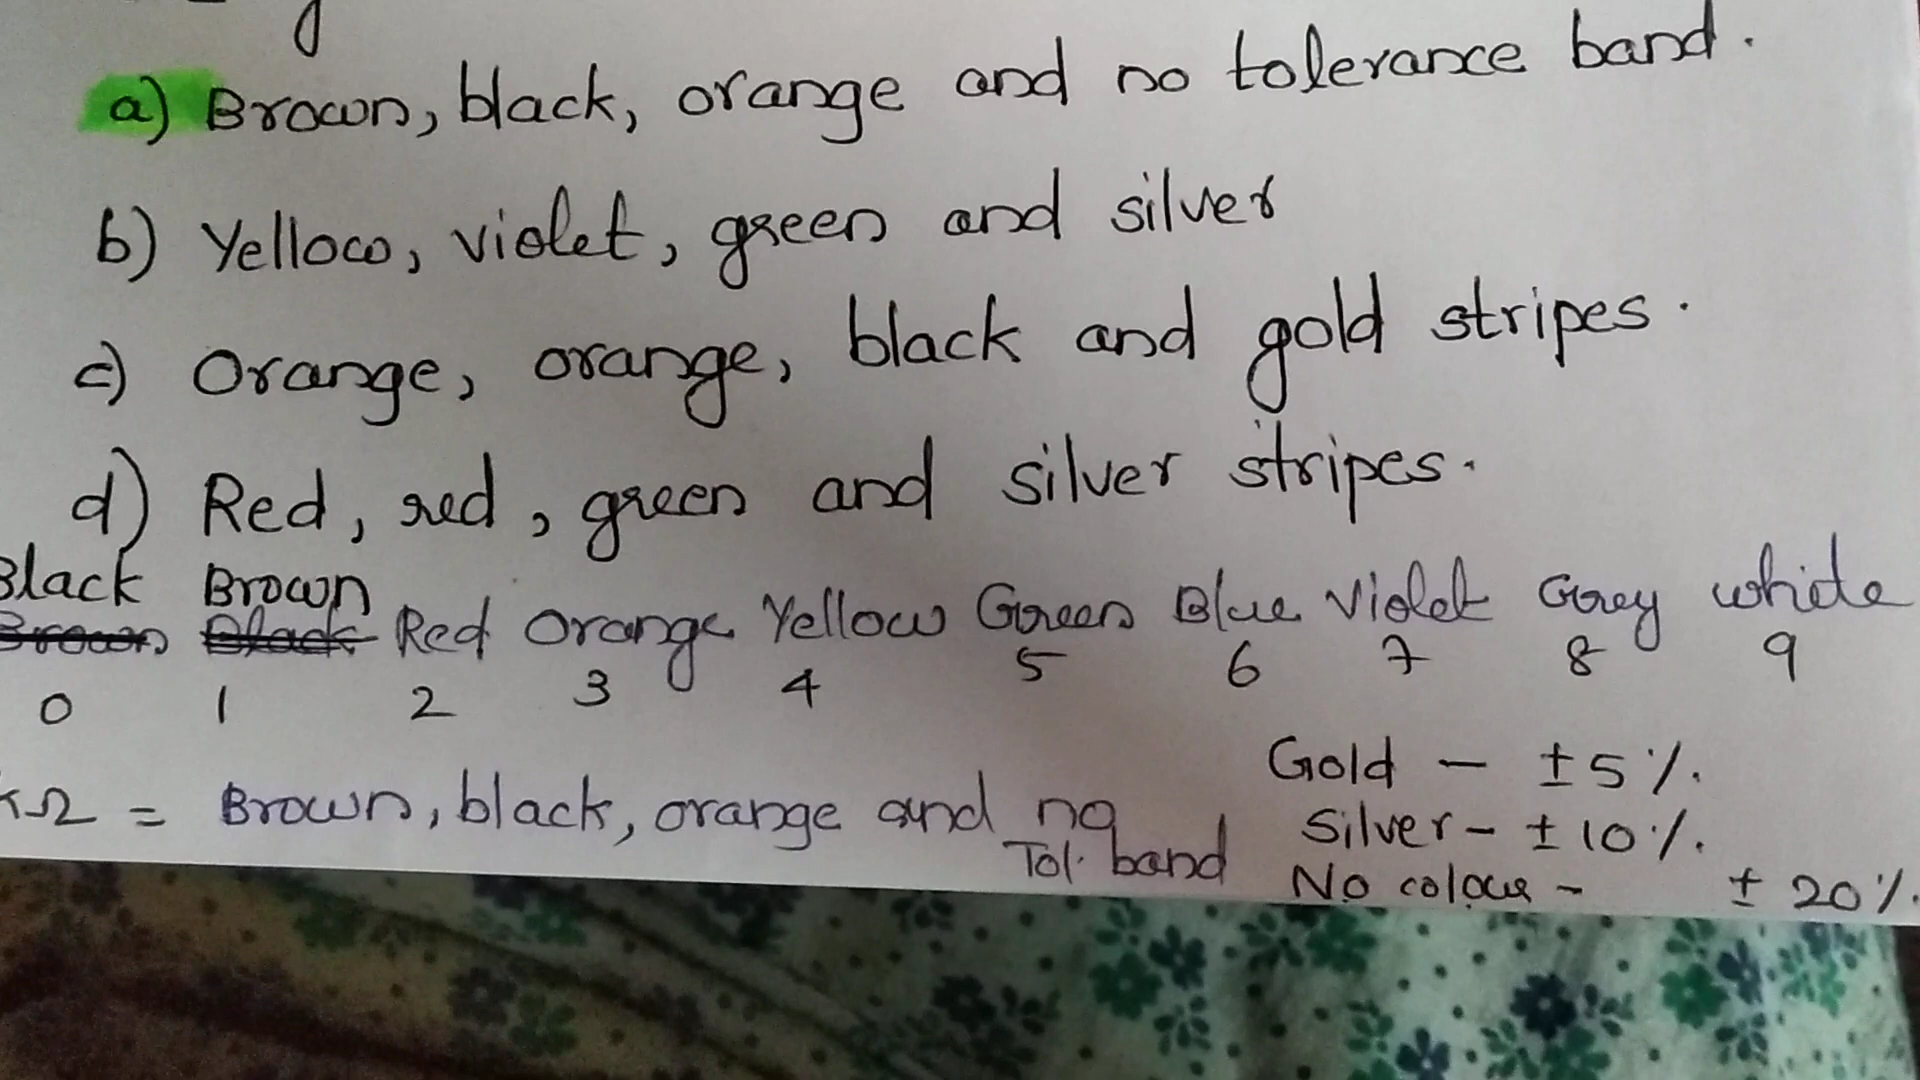 a) Brown, black, orange and no tolerance band.
b) Yellow, violet, green and silver
c) Orange, orange, black and gold stripes.
d) Red, red, green and silver stripes.
Black Brown
Brown Black Red Orange Yellow Green Blue Violet Grey white
0 1 2 3 4 5 6 7 8 9
Gold - ±5%.
kΩ = Brown, black, orange and no Tol. band
Silver - ±10%.
No colour - ±20%.